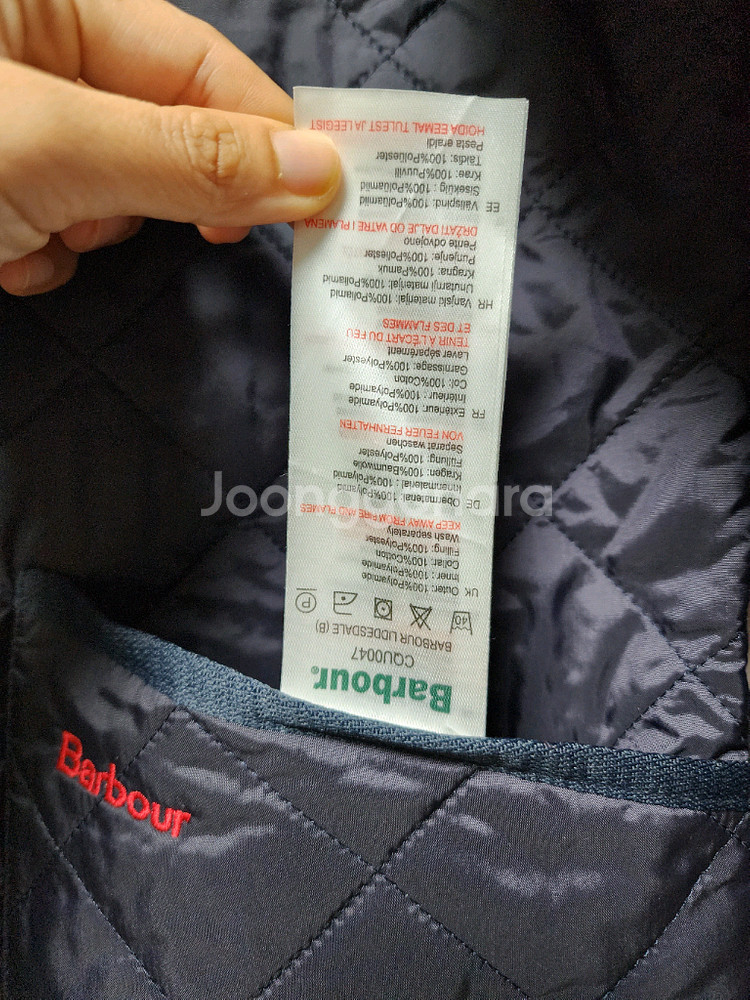 Barbour®
CQU0047
BARBOUR LIDDESDALE (B)
40
P
UK Outer: 100%Polyamide
Inner: 100%Polyamide
Collar: 100%Cotton
Filling: 100%Polyester
Wash separately
KEEP AWAY FROM FIRE AND FLAMES
DE Obermaterial: 100%Polyamid
Innenmaterial: 100%Polyamid
Kragen: 100%Baumwolle
Füllung: 100%Polyester
Separat waschen
VON FEUER FERNHALTEN
FR Extérieur: 100%Polyamide
Intérieur: 100%Polyamide
Col: 100%Coton
Garnissage: 100%Polyester
Laver séparément
TENIR A L'ÉCART DU FEU
ET DES FLAMMES
HR Vanjski materijal: 100%Poliamid
Unutarnji materijal: 100%Poliamid
Kragna: 100%Pamuk
Punjenje: 100%Poliester
Perite odvojeno
DRŽATI DALJE OD VATRE I PLAMENA
EE Välispind: 100%Polüamiid
Sisekülg: 100%Polüamiid
Krae: 100%Puuvill
Täidis: 100%Polüester
Pesta eraldi
HOIDA EEMAL TULEST JA LEEGIST
Barbour
Joonggonara